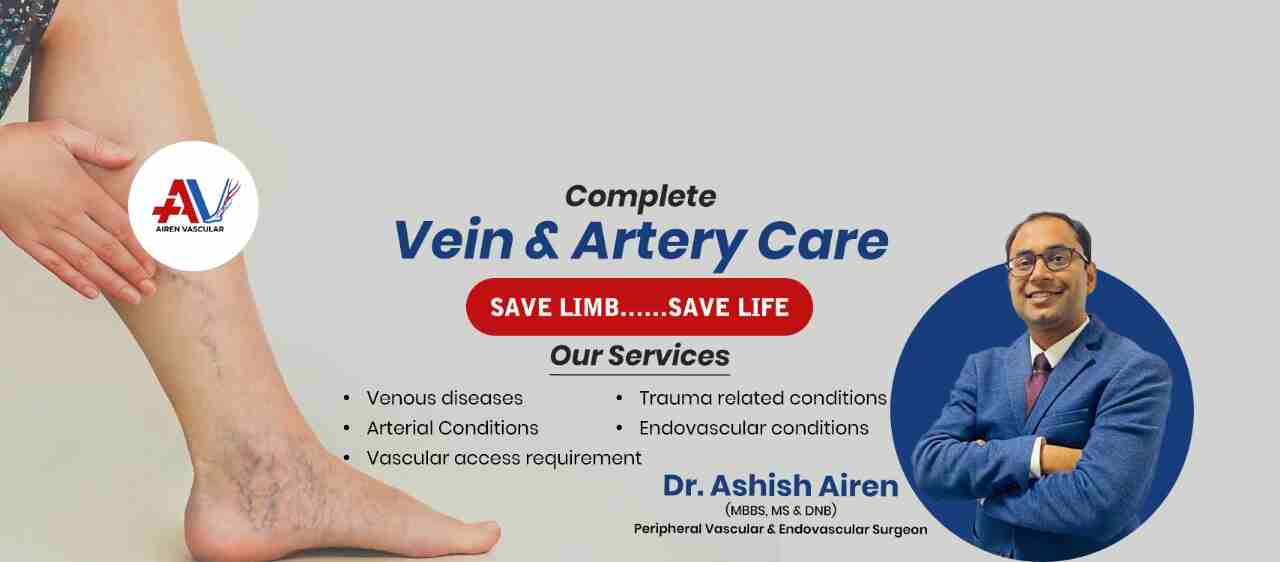 AV
AIREN VASCULAR
Complete
Vein & Artery Care
SAVE LIMB......SAVE LIFE
Our Services
• Venous diseases
• Arterial Conditions
• Vascular access requirement
• Trauma related conditions
• Endovascular conditions
Dr. Ashish Airen
(MBBS, MS & DNB)
Peripheral Vascular & Endovascular Surgeon